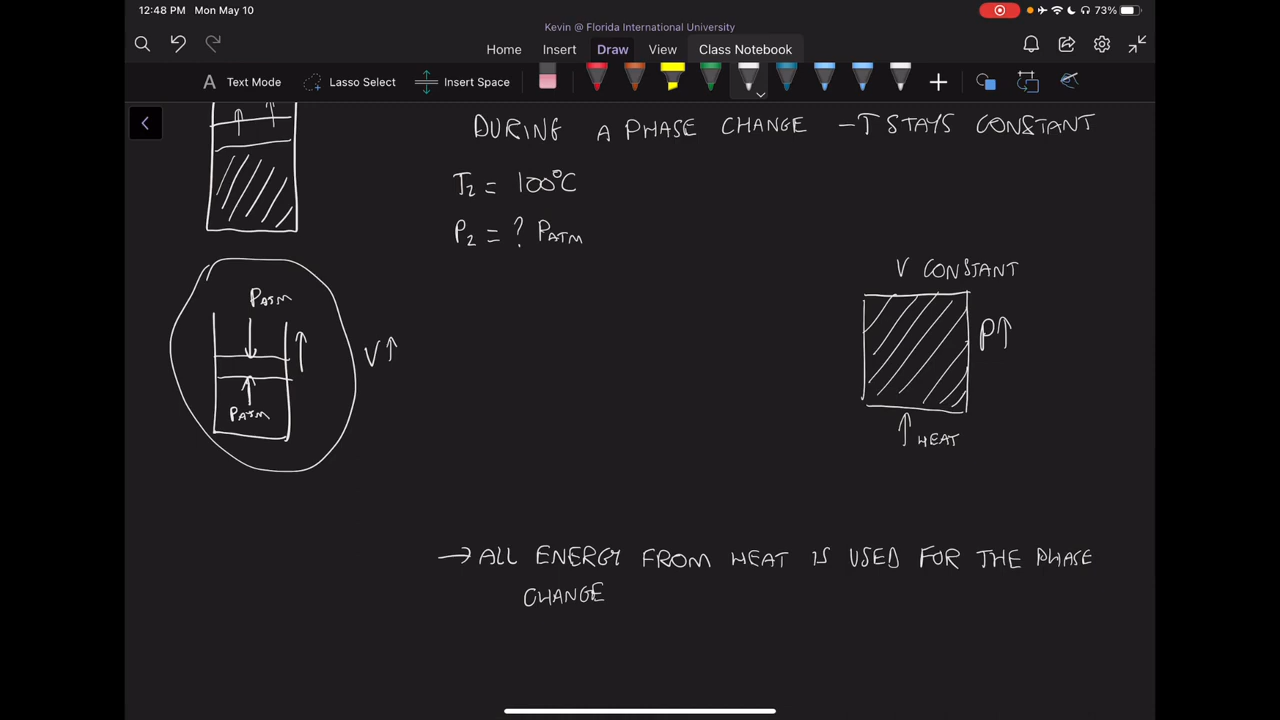 12:48 PM Mon May 10
73%
Kevin @ Florida International University
Home Insert Draw View Class Notebook
A Text Mode Lasso Select Insert Space
DURING A PHASE CHANGE - T STAYS CONSTANT
T2 = 100°C
P2 = ? PATM
V CONSTANT
PATM
P↑
V↑
PATM
↑ HEAT
→ ALL ENERGY FROM HEAT IS USED FOR THE PHASE
CHANGE